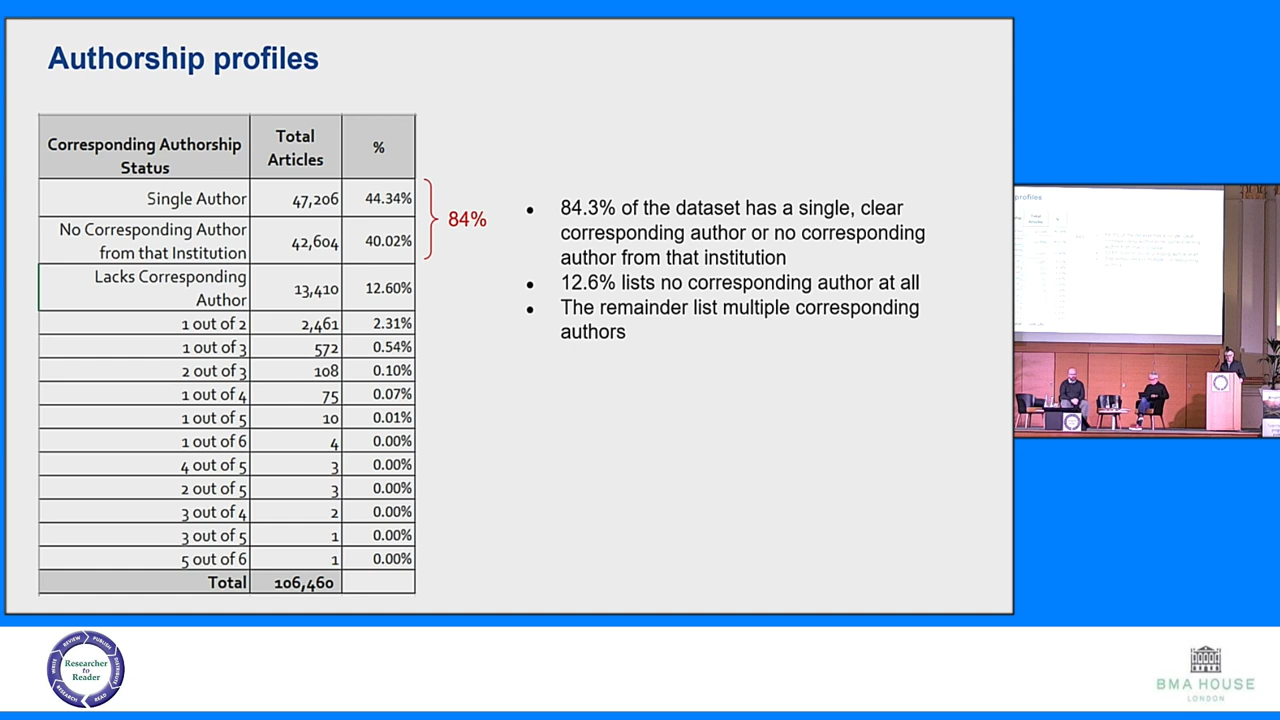 Authorship profiles
Corresponding Authorship
Status
Total
Articles
%
Single Author 47,206 44.34%
No Corresponding Author
from that Institution
42,604 40.02%
Lacks Corresponding
Author
13,410 12.60%
1 out of 2 2,461 2.31%
1 out of 3 572 0.54%
2 out of 3 108 0.10%
1 out of 4 75 0.07%
1 out of 5 10 0.01%
1 out of 6 4 0.00%
4 out of 5 3 0.00%
2 out of 5 3 0.00%
3 out of 4 2 0.00%
3 out of 5 1 0.00%
5 out of 6 1 0.00%
Total 106,460
84%
• 84.3% of the dataset has a single, clear
corresponding author or no corresponding
author from that institution
• 12.6% lists no corresponding author at all
• The remainder list multiple corresponding
authors
profiles
Researcher
to
Reader
REVIEW
PUBLISH
DISTRIBUTE
READ
RESEARCH
WRITE
BMA HOUSE
LONDON